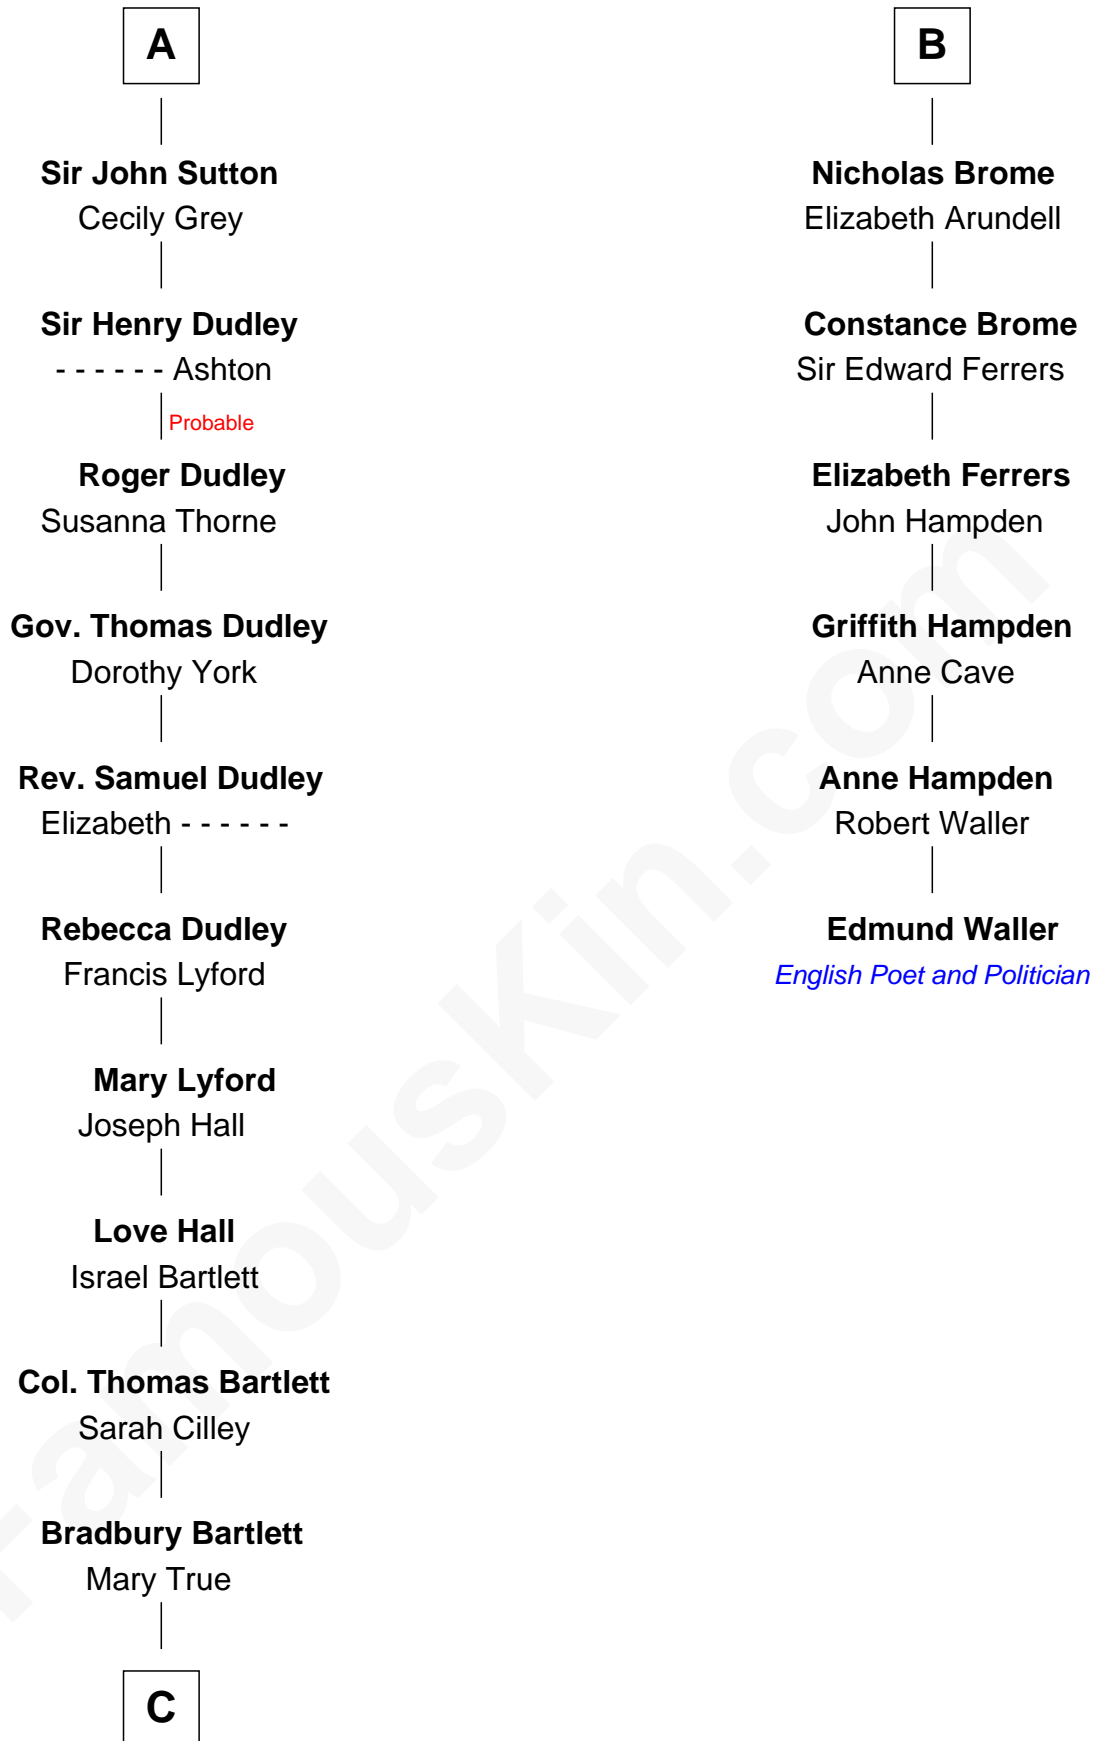 A
Sir John Sutton
Cecily Grey
Sir Henry Dudley
- - - - - - Ashton
Probable
Roger Dudley
Susanna Thorne
Gov. Thomas Dudley
Dorothy York
Rev. Samuel Dudley
Elizabeth - - - - - -
Rebecca Dudley
Francis Lyford
Mary Lyford
Joseph Hall
Love Hall
Israel Bartlett
Col. Thomas Bartlett
Sarah Cilley
Bradbury Bartlett
Mary True
C
B
Nicholas Brome
Elizabeth Arundell
Constance Brome
Sir Edward Ferrers
Elizabeth Ferrers
John Hampden
Griffith Hampden
Anne Cave
Anne Hampden
Robert Waller
Edmund Waller
English Poet and Politician
FamousKin.com